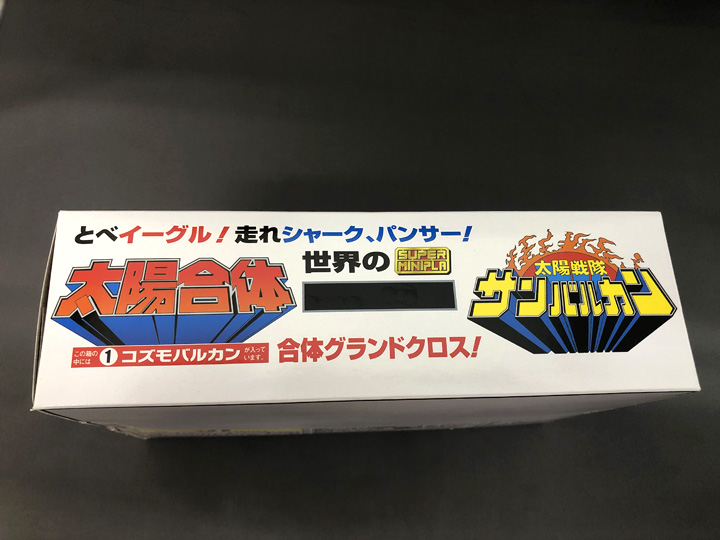 とべイーグル!走れシャーク、パンサー!
太陽合体
世界の
SUPER
MINIPLA
太陽戦隊
サンバルカン
この箱の
中には
1 コズモバルカン
が入って
います。
合体グランドクロス!